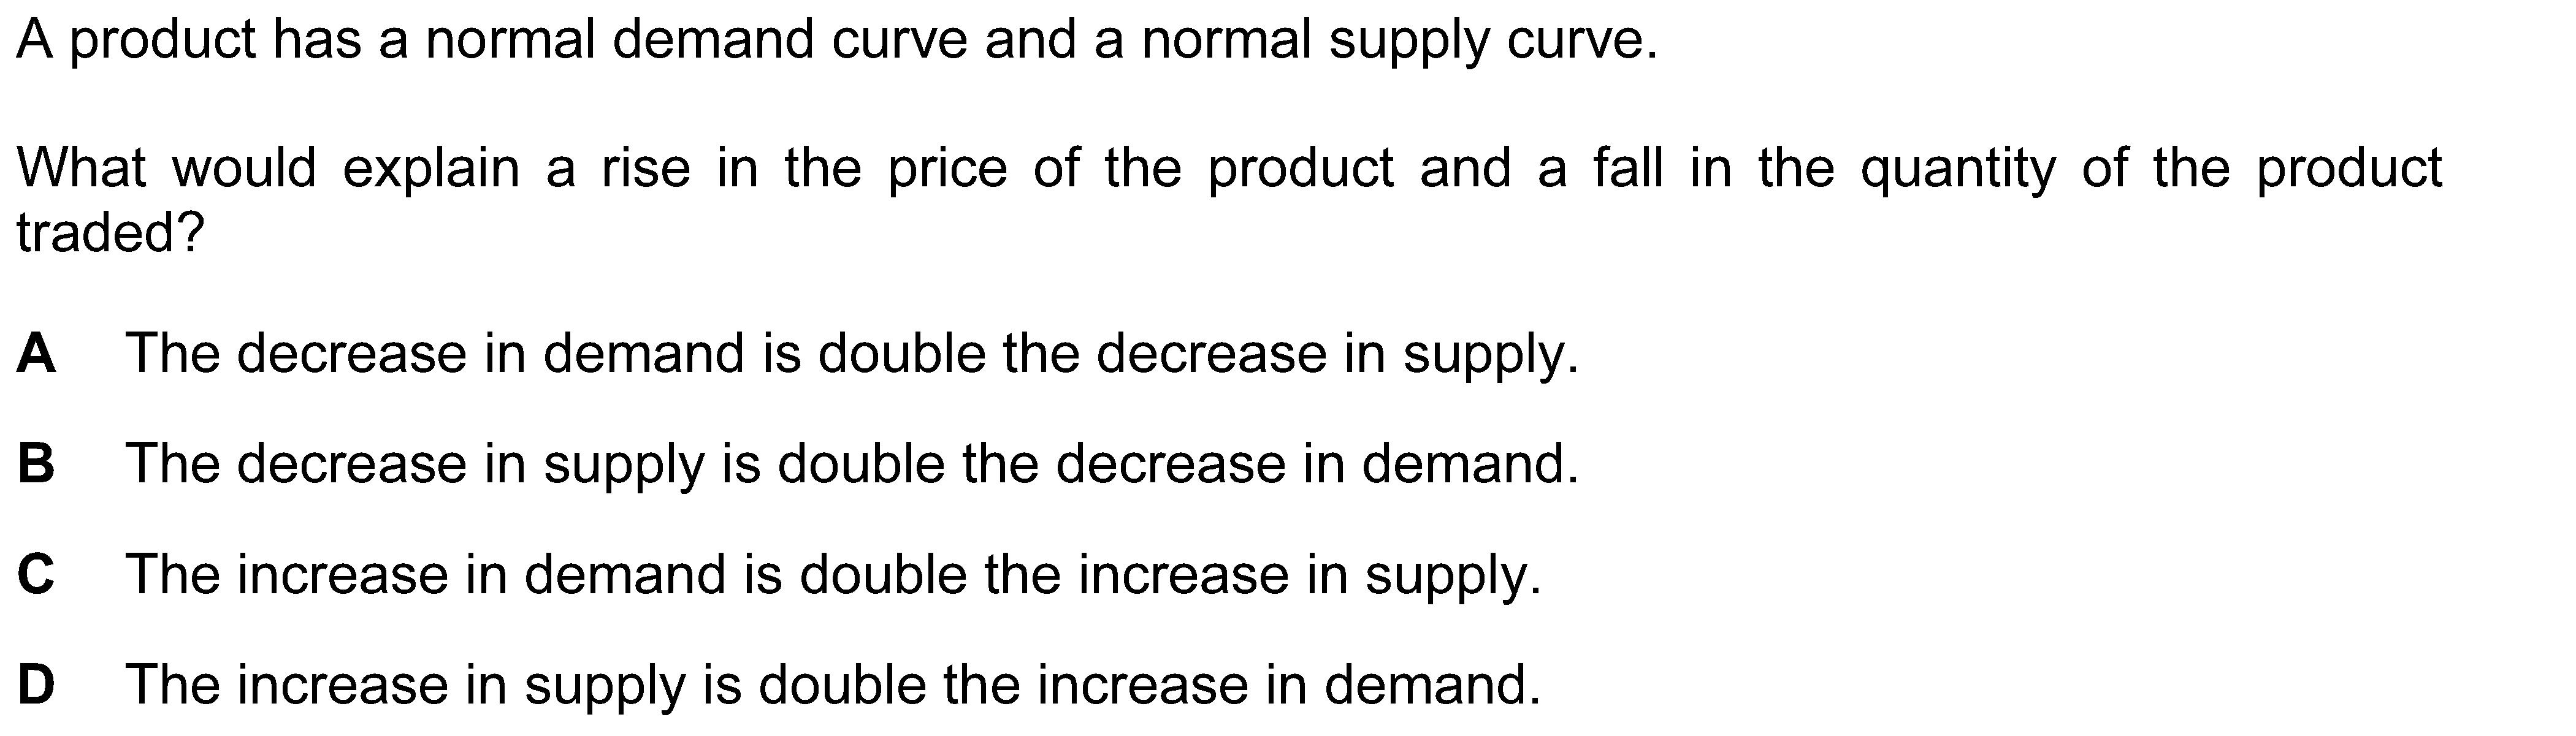 A product has a normal demand curve and a normal supply curve.
What would explain a rise in the price of the product and a fall in the quantity of the product
traded?
A The decrease in demand is double the decrease in supply.
B The decrease in supply is double the decrease in demand.
C The increase in demand is double the increase in supply.
D The increase in supply is double the increase in demand.